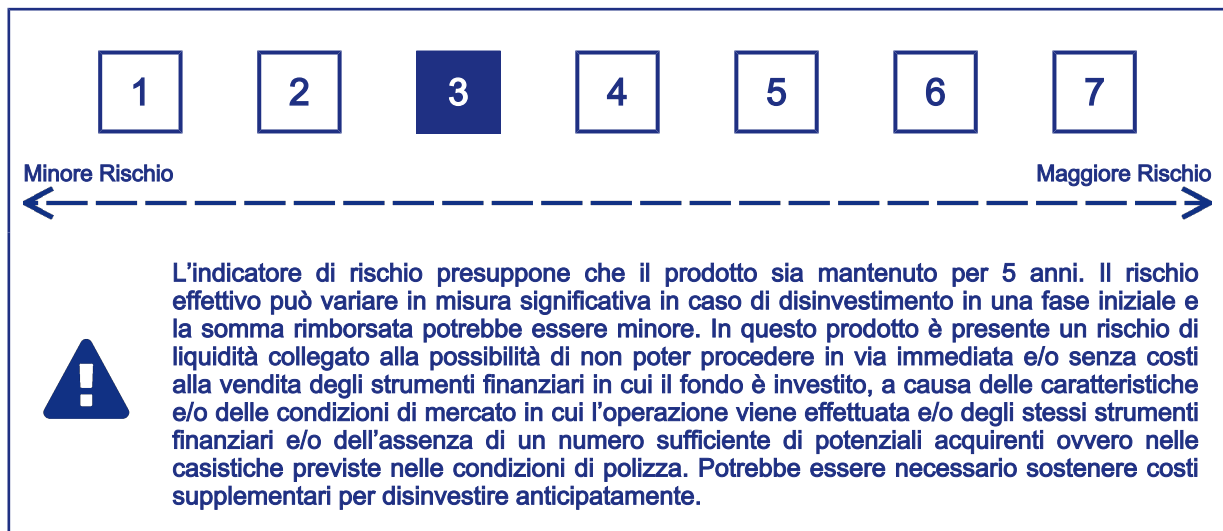 1 2 3 4 5 6 7
Minore Rischio Maggiore Rischio
L'indicatore di rischio presuppone che il prodotto sia mantenuto per 5 anni. Il rischio
effettivo può variare in misura significativa in caso di disinvestimento in una fase iniziale e
la somma rimborsata potrebbe essere minore. In questo prodotto è presente un rischio di
liquidità collegato alla possibilità di non poter procedere in via immediata e/o senza costi
alla vendita degli strumenti finanziari in cui il fondo è investito, a causa delle caratteristiche
e/o delle condizioni di mercato in cui l'operazione viene effettuata e/o degli stessi strumenti
finanziari e/o dell'assenza di un numero sufficiente di potenziali acquirenti ovvero nelle
casistiche previste nelle condizioni di polizza. Potrebbe essere necessario sostenere costi
supplementari per disinvestire anticipatamente.